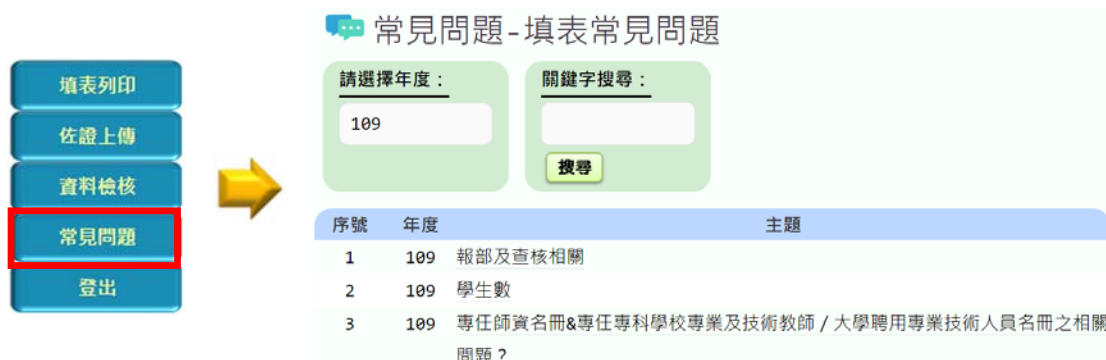 填表列印
佐證上傳
資料檢核
常見問題
登出
常見問題-填表常見問題
請選擇年度：
109
關鍵字搜尋：
搜尋
序號 年度 主題
1 109 報部及查核相關
2 109 學生數
3 109 專任師資名冊&專任專科學校專業及技術教師 / 大學聘用專業技術人員名冊之相關
問題？